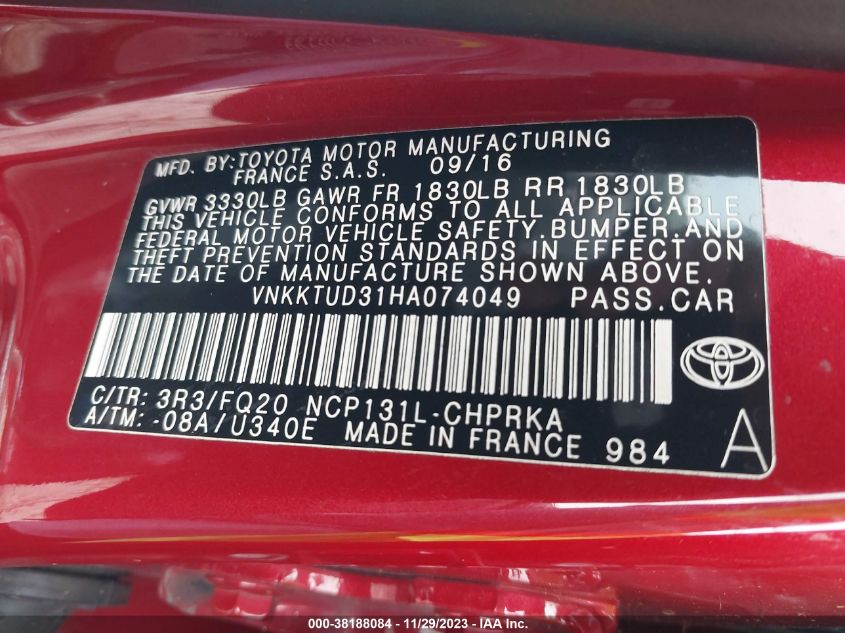 MFD. BY: TOYOTA MOTOR MANUFACTURING
FRANCE S.A.S. 09/16
GVWR 3330LB GAWR FR 1830LB RR 1830LB
THIS VEHICLE CONFORMS TO ALL APPLICABLE
FEDERAL MOTOR VEHICLE SAFETY, BUMPER, AND
THEFT PREVENTION STANDARDS IN EFFECT ON
THE DATE OF MANUFACTURE SHOWN ABOVE.
VNKKTUD31HA074049 PASS.CAR
C/TR: 3R3/FQ20 NCP131L-CHPRKA
A/TM: -08A/U340E MADE IN FRANCE 984 A
000-38188084 - 11/29/2023 - IAA Inc.